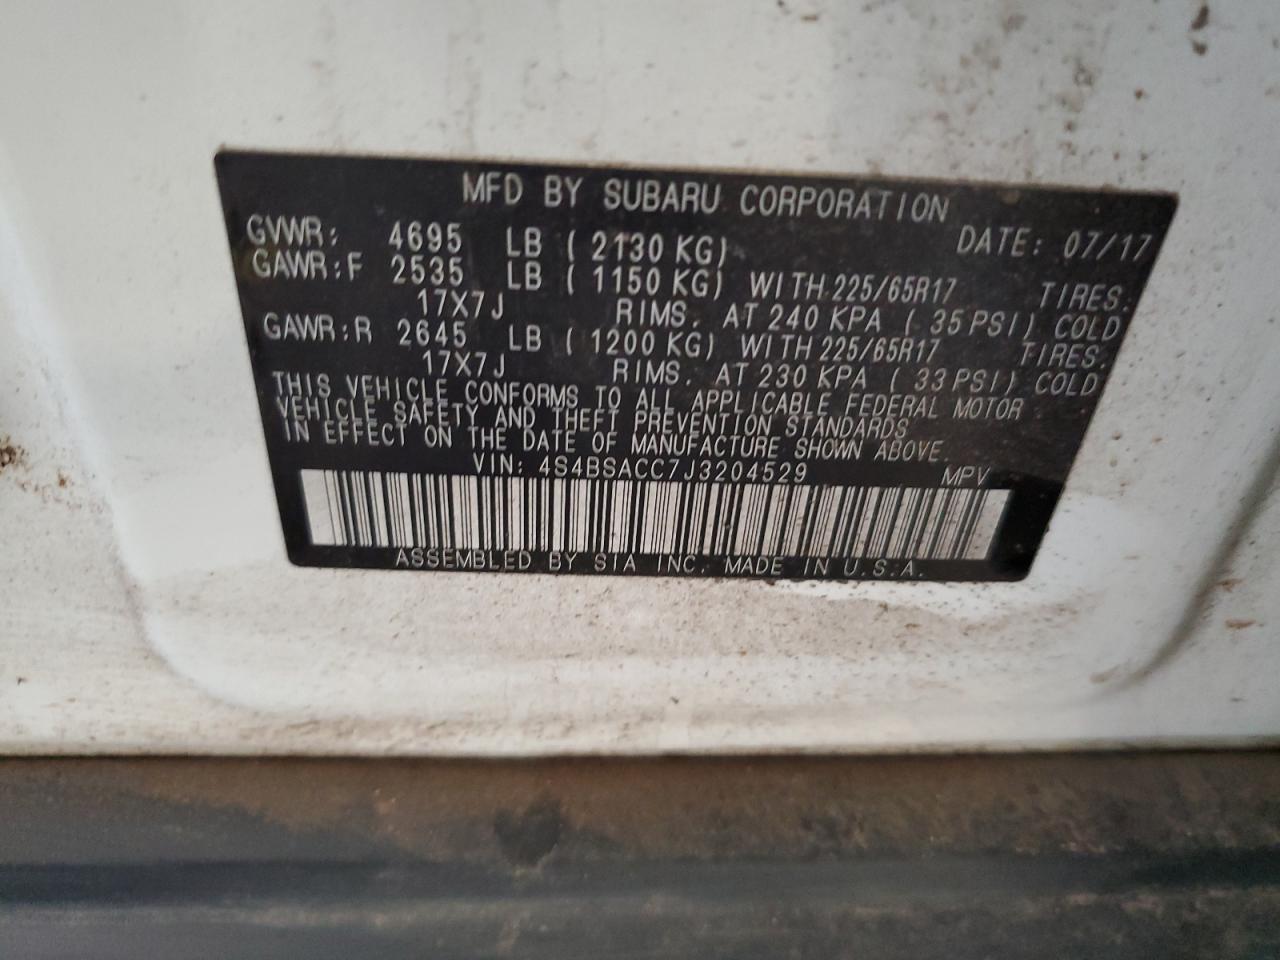 MFD BY SUBARU CORPORATION
GVWR: 4695 LB ( 2130 KG) DATE: 07/17
GAWR:F 2535 LB ( 1150 KG) WITH 225/65R17 TIRES.
17X7J RIMS. AT 240 KPA ( 35 PSI) COLD
GAWR:R 2645 LB ( 1200 KG) WITH 225/65R17 TIRES.
17X7J RIMS. AT 230 KPA ( 33 PSI) COLD
THIS VEHICLE CONFORMS TO ALL APPLICABLE FEDERAL MOTOR
VEHICLE SAFETY AND THEFT PREVENTION STANDARDS
IN EFFECT ON THE DATE OF MANUFACTURE SHOWN ABOVE.
VIN: 4S4BSACC7J3204529 MPV
ASSEMBLED BY SIA INC. MADE IN U.S.A.